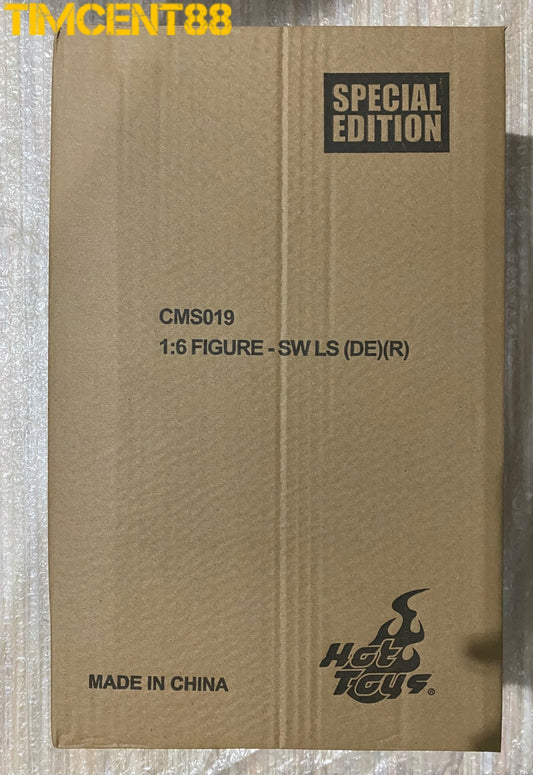 TIMCENT88
SPECIAL
EDITION
CMS019
1:6 FIGURE - SW LS (DE)(R)
Hot
Toys®
MADE IN CHINA